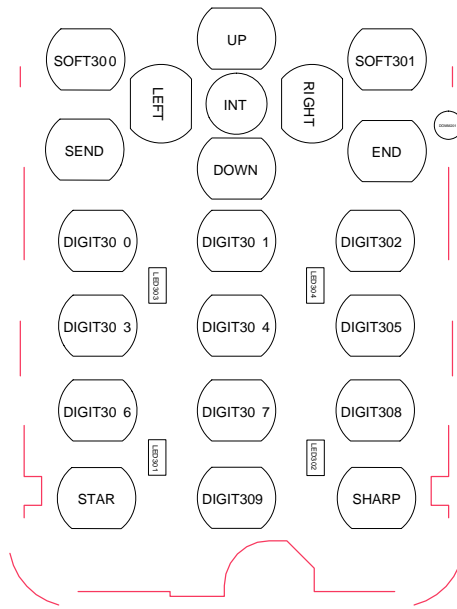 UP
SOFT300
SOFT301
LEFT
INT
RIGHT
SEND
END
DOWN
DIGIT30 0
DIGIT30 1
DIGIT302
LED303
LED304
DIGIT30 3
DIGIT30 4
DIGIT305
DIGIT30 6
DIGIT30 7
DIGIT308
LED301
LED302
STAR
DIGIT309
SHARP